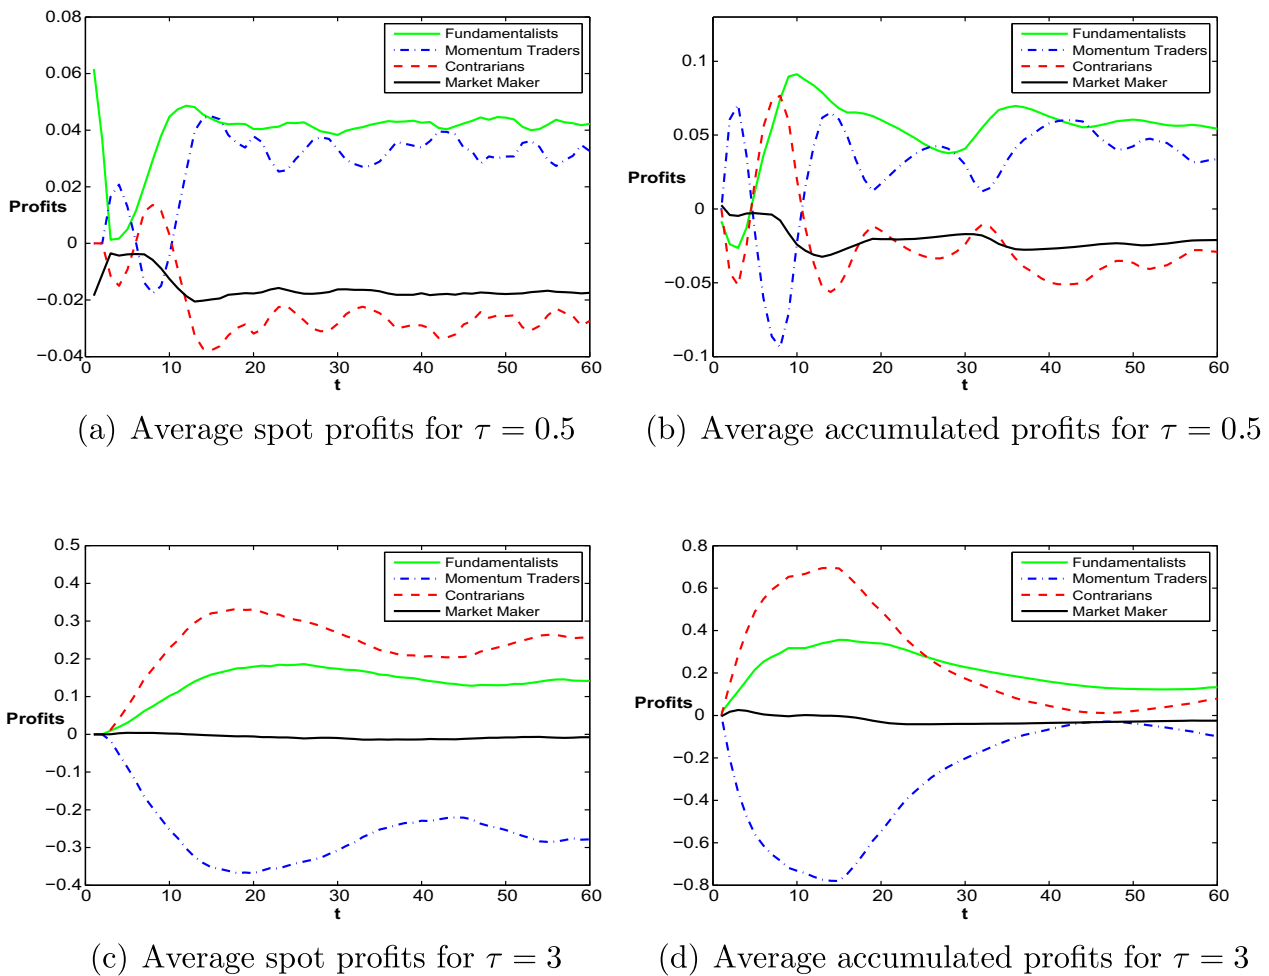 0.08
0.06
0.04
0.02
0
−0.02
−0.04
Profits
0 10 20 30 40 50 60
t
Fundamentalists
Momentum Traders
Contrarians
Market Maker
(a) Average spot profits for τ = 0.5
0.1
0.05
0
−0.05
−0.1
Profits
0 10 20 30 40 50 60
t
Fundamentalists
Momentum Traders
Contrarians
Market Maker
(b) Average accumulated profits for τ = 0.5
0.5
0.4
0.3
0.2
0.1
0
−0.1
−0.2
−0.3
−0.4
Profits
0 10 20 30 40 50 60
t
Fundamentalists
Momentum Traders
Contrarians
Market Maker
(c) Average spot profits for τ = 3
0.8
0.6
0.4
0.2
0
−0.2
−0.4
−0.6
−0.8
Profits
0 10 20 30 40 50 60
t
Fundamentalists
Momentum Traders
Contrarians
Market Maker
(d) Average accumulated profits for τ = 3